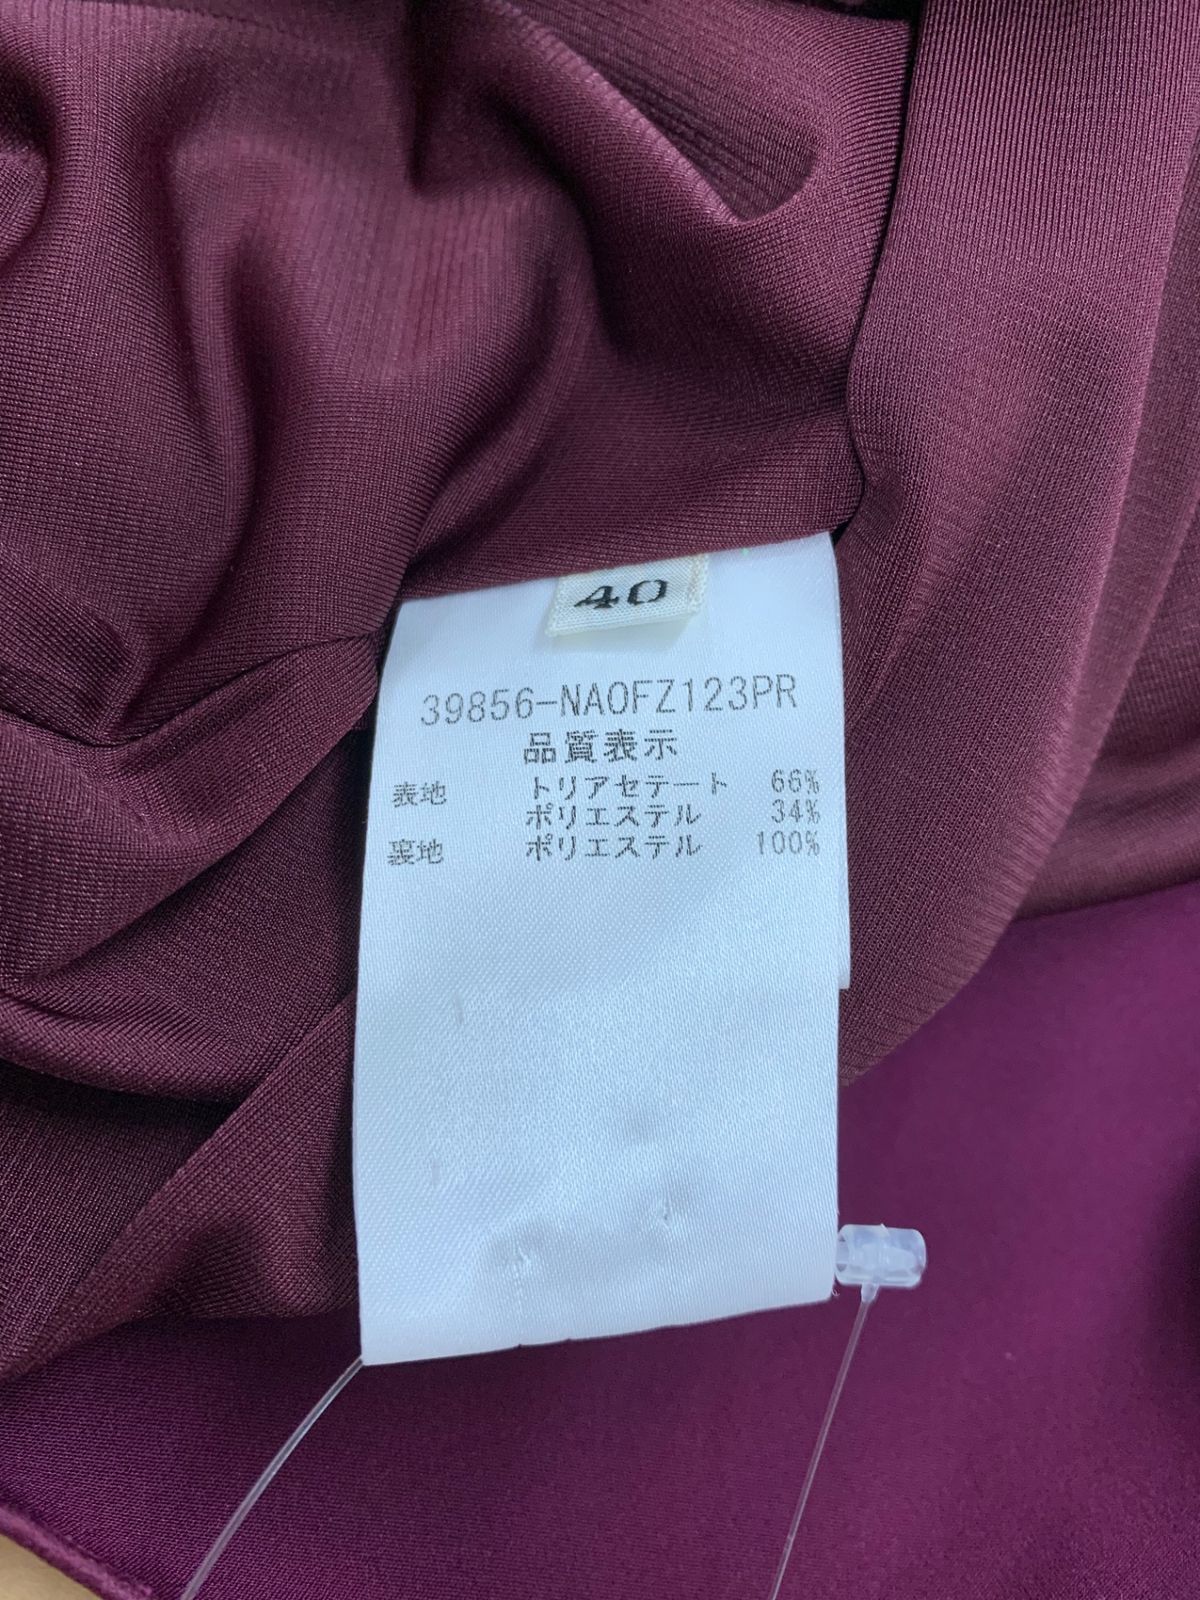 40
39856-NAOFZ123PR
品質表示
表地 トリアセテート 66%
ポリエステル 34%
裏地 ポリエステル 100%